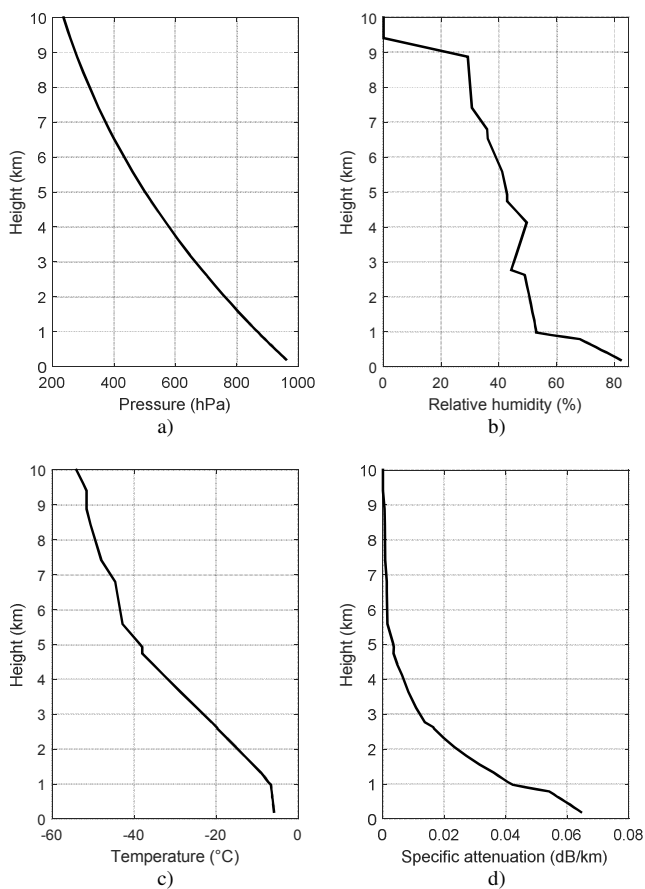 10
9
8
7
6
5
4
3
2
1
0
Height (km)
200 400 600 800 1000
Pressure (hPa)
a)
10
9
8
7
6
5
4
3
2
1
0
Height (km)
0 20 40 60 80
Relative humidity (%)
b)
10
9
8
7
6
5
4
3
2
1
0
Height (km)
-60 -40 -20 0
Temperature (°C)
c)
10
9
8
7
6
5
4
3
2
1
0
Height (km)
0 0.02 0.04 0.06 0.08
Specific attenuation (dB/km)
d)